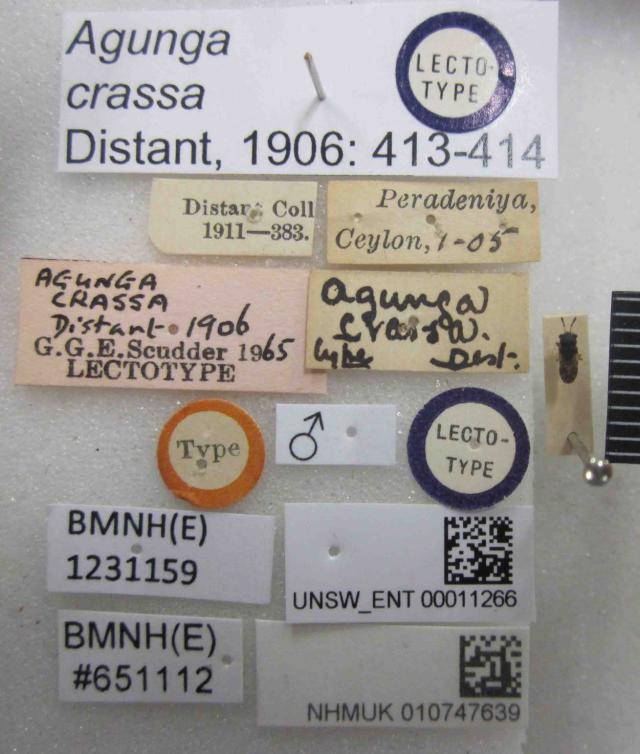 Agunga
crassa
Distant, 1906: 413-414
LECTO-
TYPE
Distant Coll
1911—383.
Peradeniya,
Ceylon, 1-05
AGUNGA
CRASSA
Distant 1906
G.G.E.Scudder 1965
LECTOTYPE
Agunga
crassa.
type Dist.
Type
♂
LECTO-
TYPE
BMNH(E)
1231159
UNSW_ENT 00011266
BMNH(E)
#651112
NHMUK 010747639